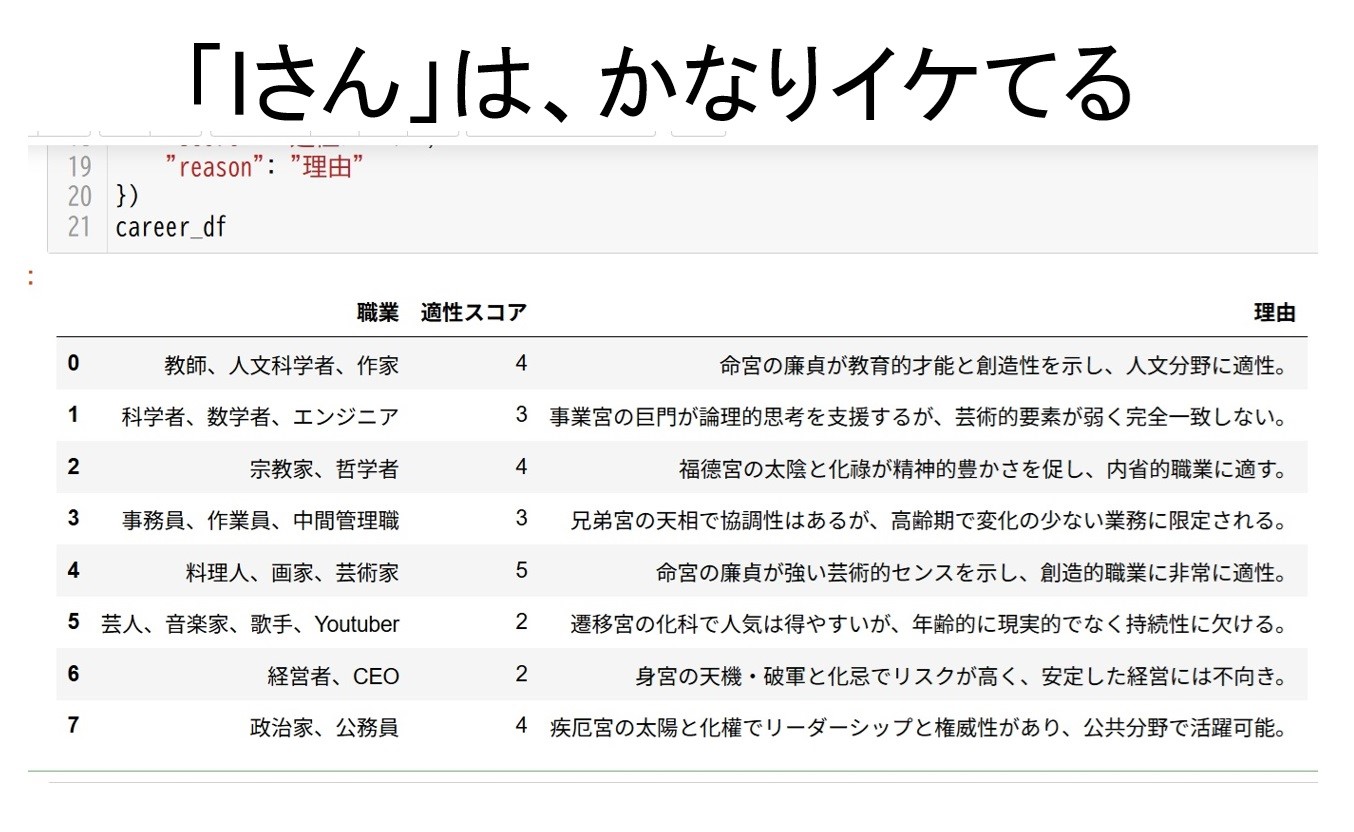 「Iさん」は、かなりイケてる
19 "reason": "理由"
20 })
21 career_df
:
職業 適性スコア 理由
0 教師、人文科学者、作家 4 命宮の廉貞が教育的才能と創造性を示し、人文分野に適性。
1 科学者、数学者、エンジニア 3 事業宮の巨門が論理的思考を支援するが、芸術的要素が弱く完全一致しない。
2 宗教家、哲学者 4 福德宮の太陰と化祿が精神的豊かさを促し、内省的職業に適す。
3 事務員、作業員、中間管理職 3 兄弟宮の天相で協調性はあるが、高齢期で変化の少ない業務に限定される。
4 料理人、画家、芸術家 5 命宮の廉貞が強い芸術的センスを示し、創造的職業に非常に適性。
5 芸人、音楽家、歌手、Youtuber 2 遷移宮の化科で人気は得やすいが、年齢的に現実的でなく持続性に欠ける。
6 経営者、CEO 2 身宮の天機・破軍と化忌でリスクが高く、安定した経営には不向き。
7 政治家、公務員 4 疾厄宮の太陽と化權でリーダーシップと権威性があり、公共分野で活躍可能。